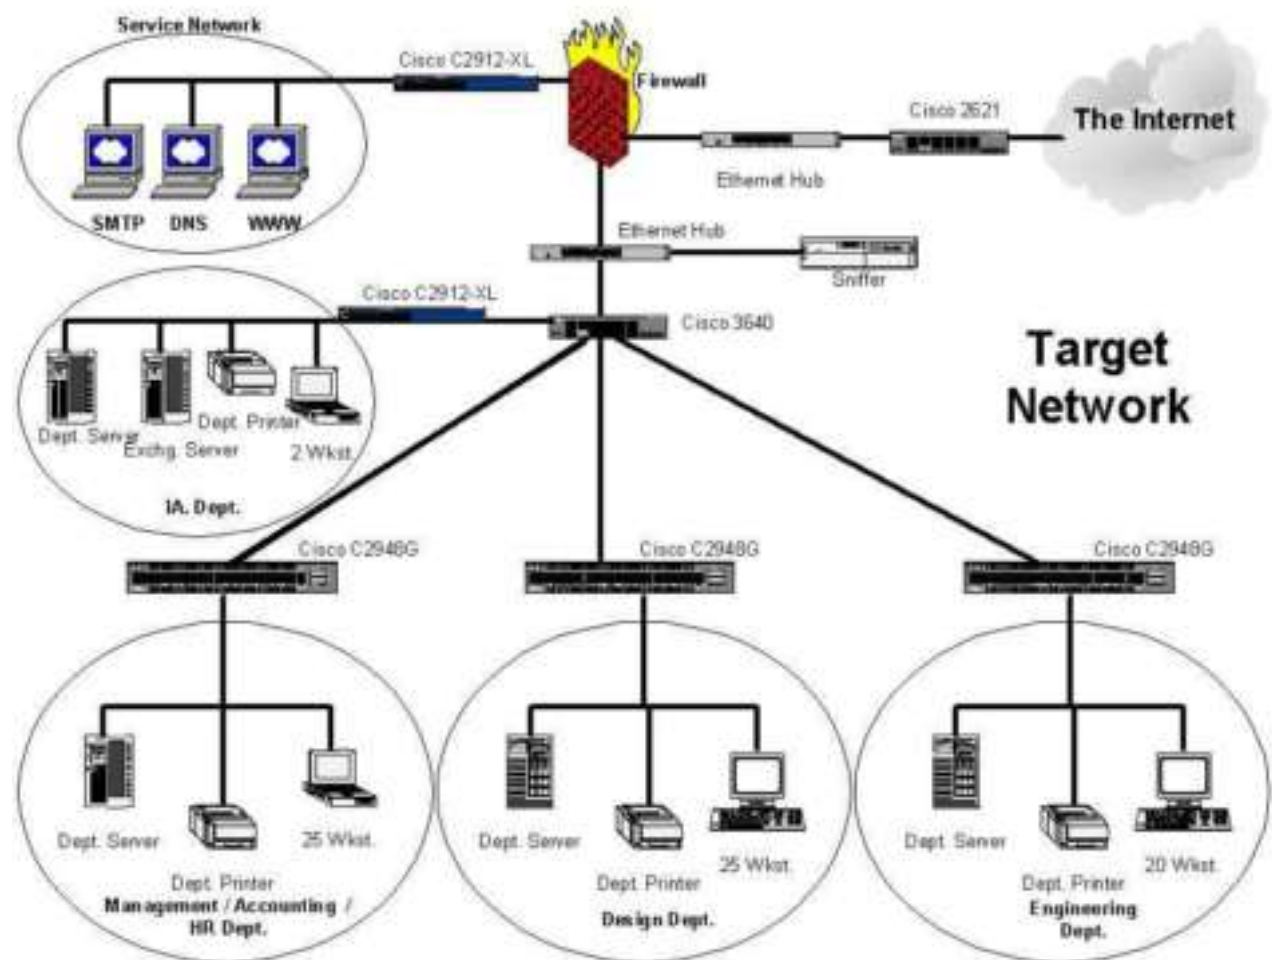 Service Network
Cisco C2912-XL
Firewall
Cisco 2621
The Internet
Ethernet Hub
SMTP
DNS
WWW
Ethernet Hub
Sniffer
Cisco C2912-XL
Cisco 3640
Target
Network
Dept. Server
Exchg. Server
Dept. Printer
2 Wkst.
IA. Dept.
Cisco C2948G
Cisco C2948G
Cisco C2948G
Dept. Server
25 Wkst.
Dept. Printer
Management / Accounting /
HR Dept.
Dept. Server
25 Wkst.
Dept. Printer
Design Dept.
Dept. Server
20 Wkst.
Dept. Printer
Engineering
Dept.